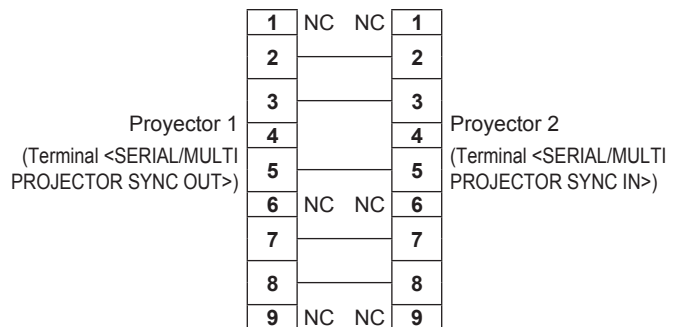 1 NC NC 1
2 2
3 3
Proyector 1
(Terminal <SERIAL/MULTI
PROJECTOR SYNC OUT>)
4 4
Proyector 2
(Terminal <SERIAL/MULTI
PROJECTOR SYNC IN>)
5 5
6 NC NC 6
7 7
8 8
9 NC NC 9